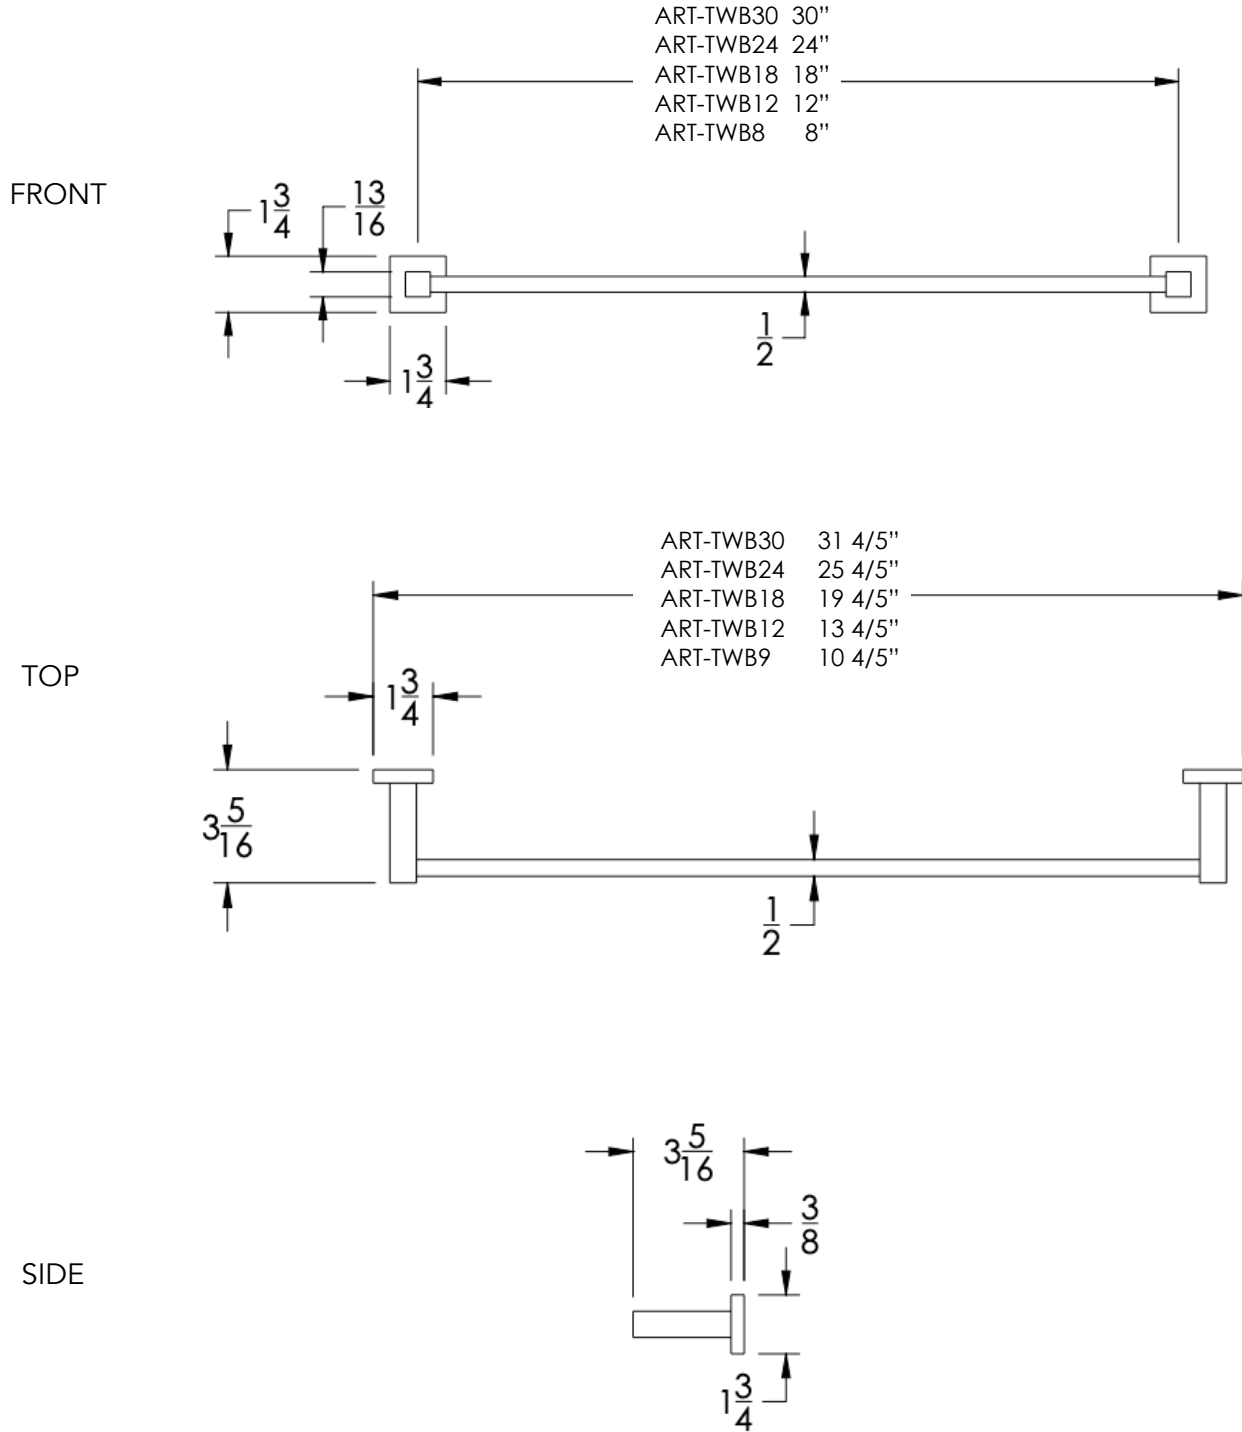 ART-TWB30 30”
ART-TWB24 24”
ART-TWB18 18”
ART-TWB12 12”
ART-TWB8 8”
FRONT
1 3/4
13/16
1/2
1 3/4
ART-TWB30 31 4/5”
ART-TWB24 25 4/5”
ART-TWB18 19 4/5”
ART-TWB12 13 4/5”
ART-TWB9 10 4/5”
TOP
1 3/4
3 5/16
1/2
3 5/16
3/8
SIDE
1 3/4